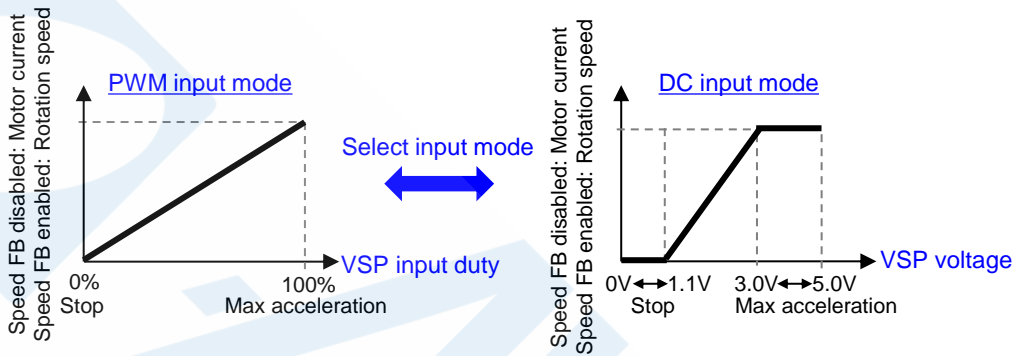 Speed FB disabled: Motor current
Speed FB enabled: Rotation speed
PWM input mode
0%
Stop
100%
Max acceleration
VSP input duty
Select input mode
Speed FB disabled: Motor current
Speed FB enabled: Rotation speed
DC input mode
0V
1.1V
Stop
3.0V
5.0V
Max acceleration
VSP voltage